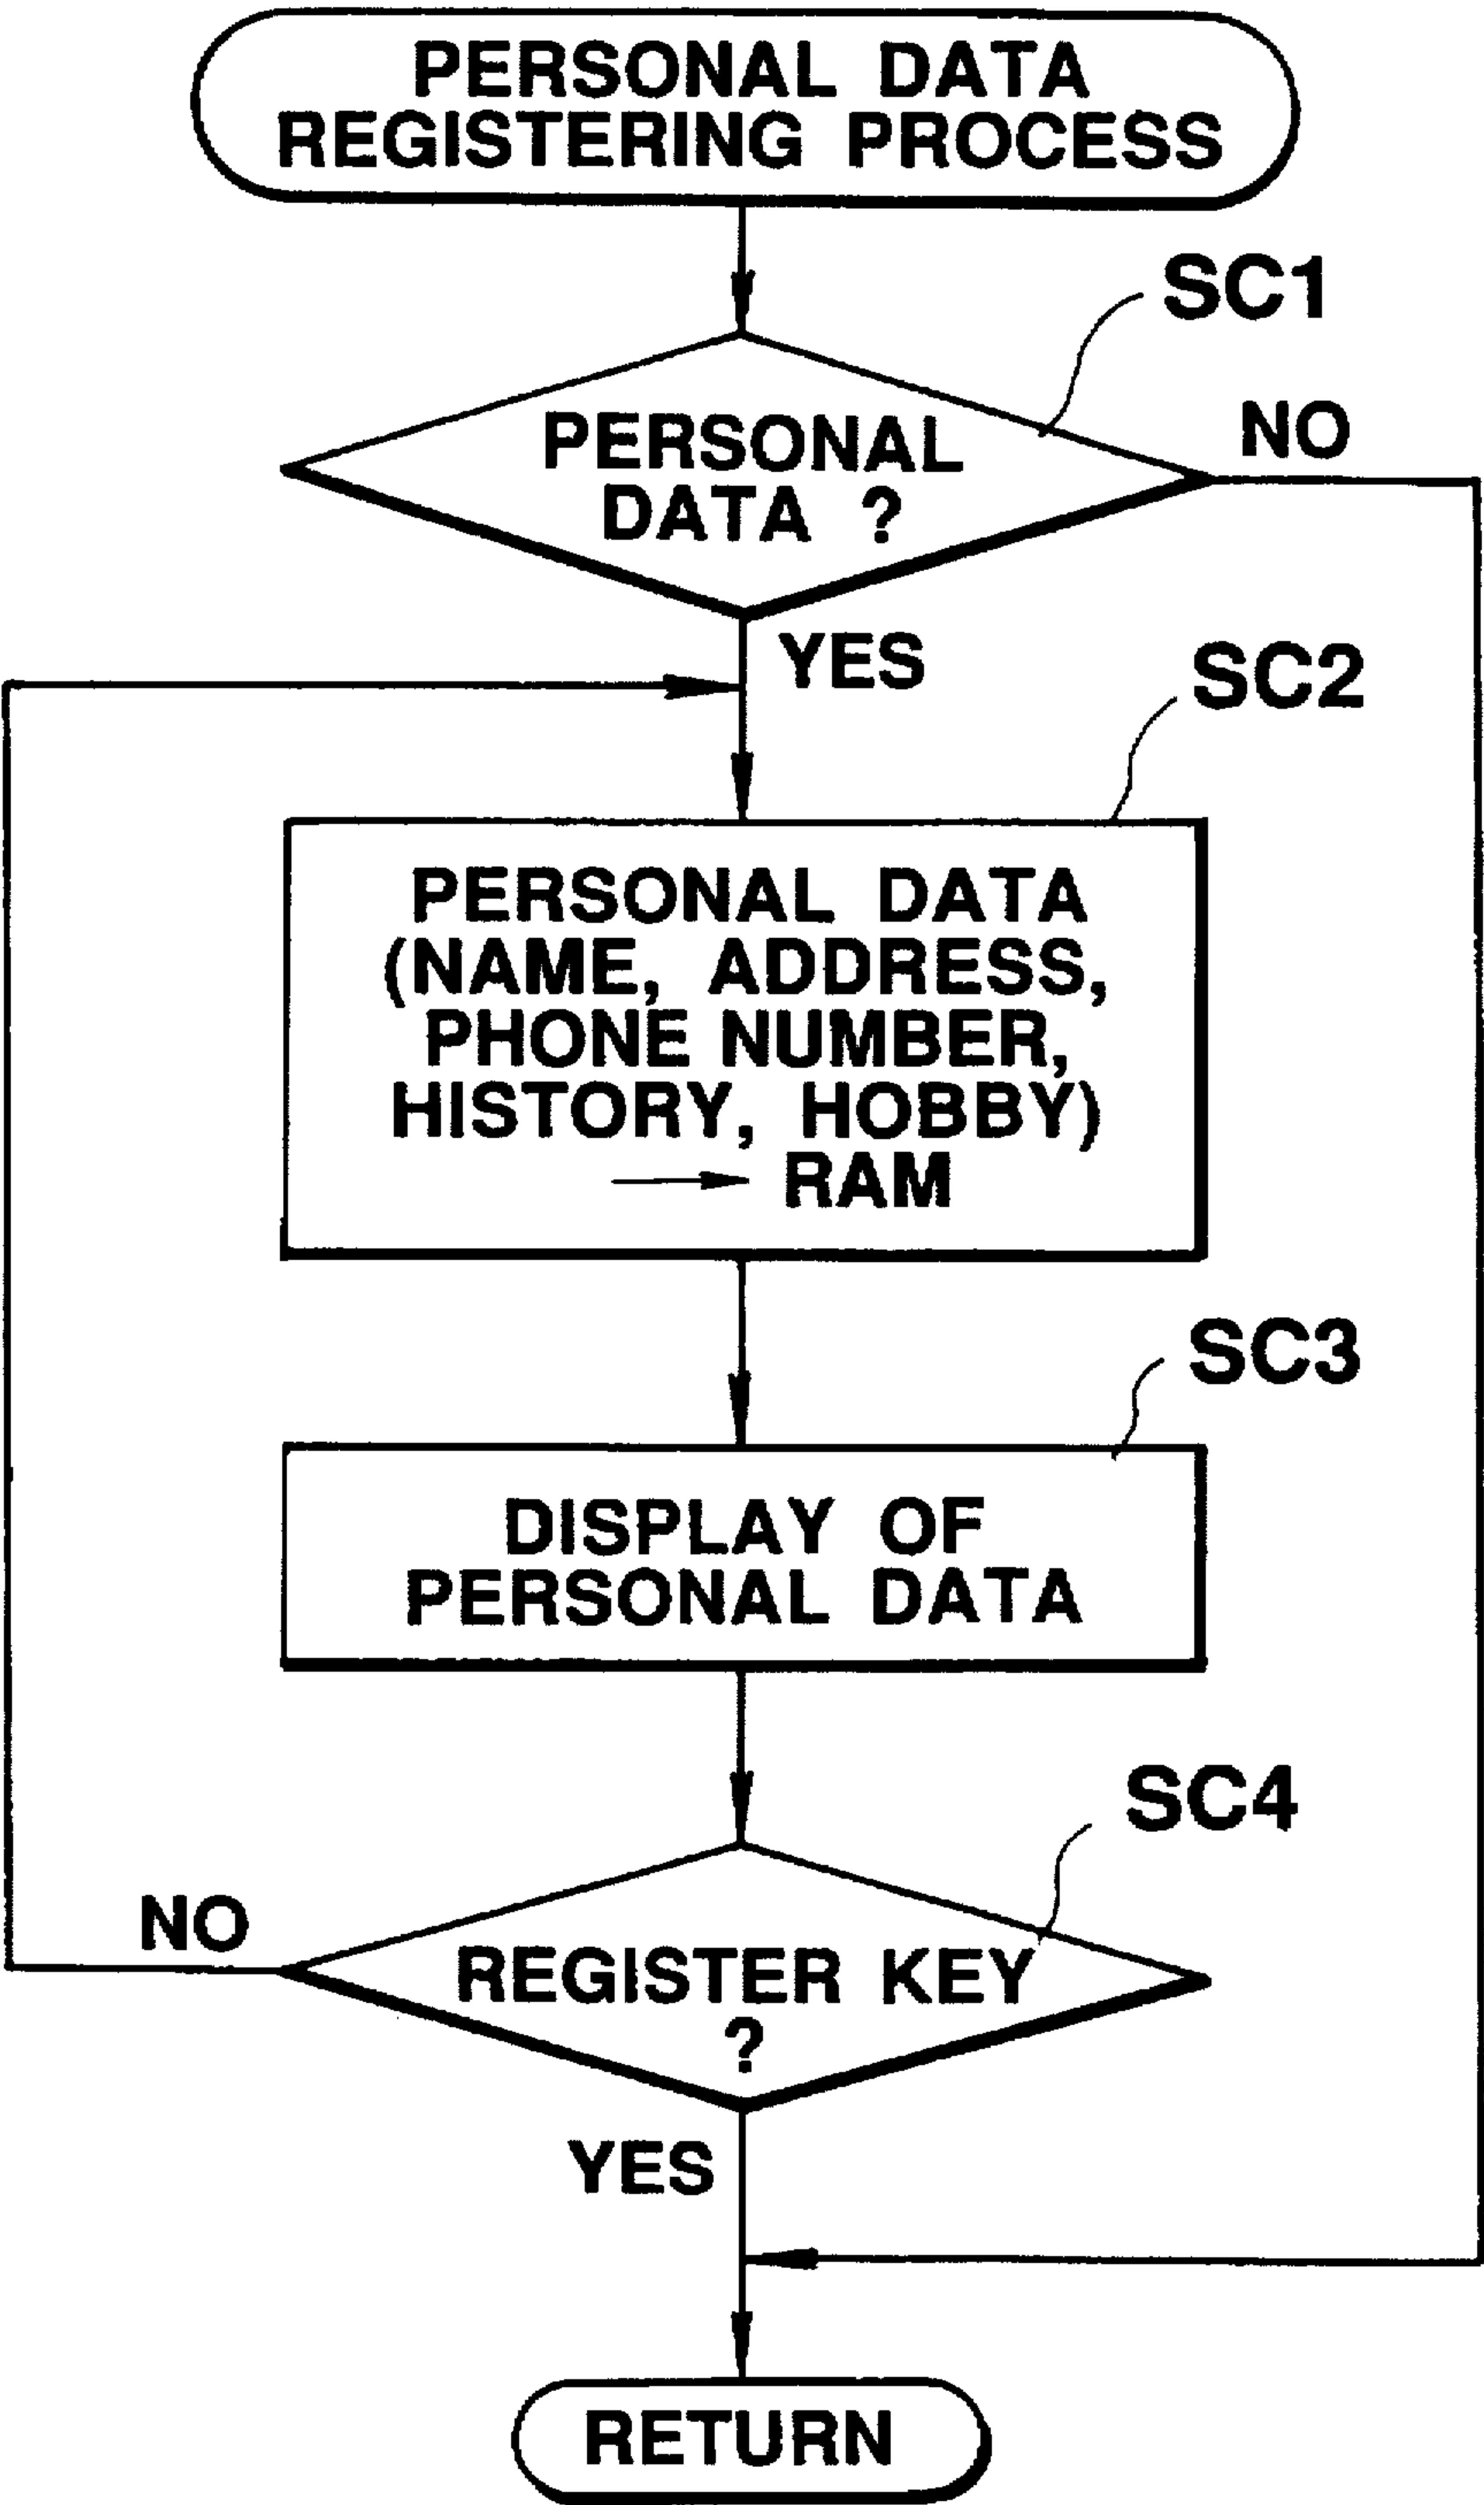 PERSONAL DATA
REGISTERING PROCESS
SC1
PERSONAL
DATA ?
NO
YES
SC2
PERSONAL DATA
(NAME, ADDRESS,
PHONE NUMBER,
HISTORY, HOBBY)
→ RAM
SC3
DISPLAY OF
PERSONAL DATA
SC4
NO
REGISTER KEY
?
YES
RETURN